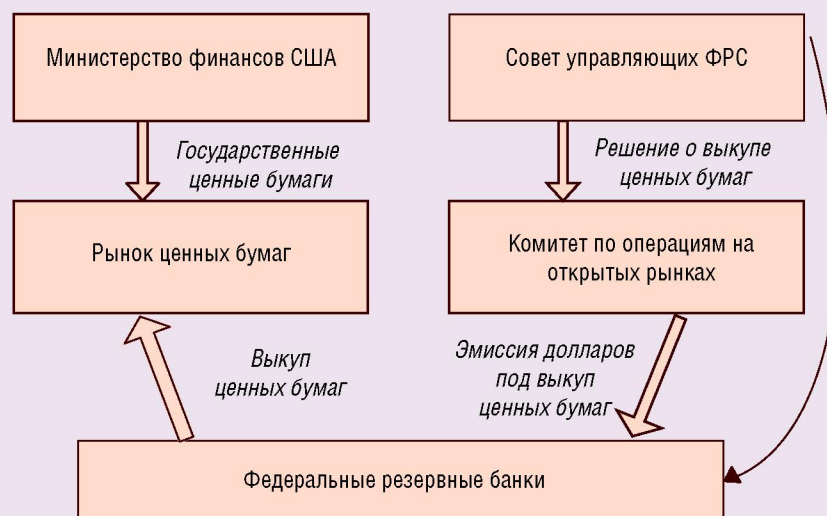 Министерство финансов США
Совет управляющих ФРС
Государственные
ценные бумаги
Решение о выкупе
ценных бумаг
Рынок ценных бумаг
Комитет по операциям на
открытых рынках
Выкуп
ценных бумаг
Эмиссия долларов
под выкуп
ценных бумаг
Федеральные резервные банки